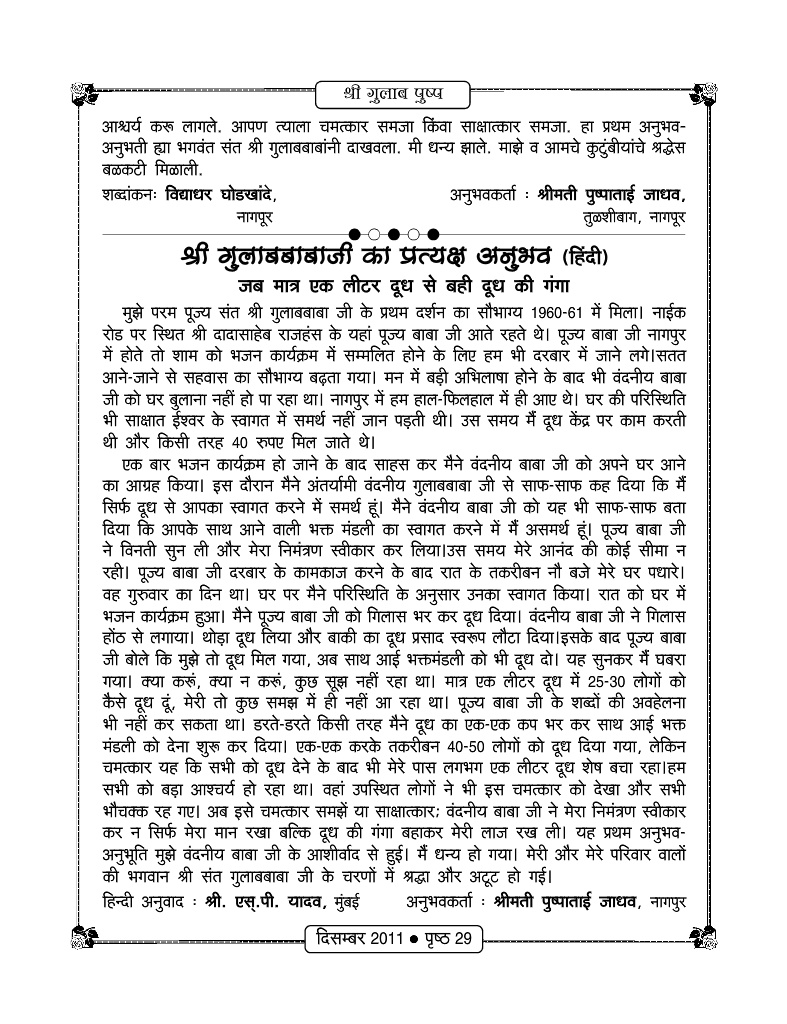 श्री गुलाब पुष्प
आश्चर्य करू लागले. आपण त्याला चमत्कार समजा किंवा साक्षात्कार समजा. हा प्रथम अनुभव-
अनुभती ह्या भगवंत संत श्री गुलाबबाबांनी दाखवला. मी धन्य झाले. माझे व आमचे कुटुंबीयांचे श्रद्धेस
बळकटी मिळाली.
शब्दांकनः विद्याधर घोडखांदे, अनुभवकर्ता : श्रीमती पुष्पाताई जाधव,
नागपूर तुळशीबाग, नागपूर
श्री गुलाबबाबाजी का प्रत्यक्ष अनुभव (हिंदी)
जब मात्र एक लीटर दूध से बही दूध की गंगा
मुझे परम पूज्य संत श्री गुलाबबाबा जी के प्रथम दर्शन का सौभाग्य 1960-61 में मिला। नाईक
रोड पर स्थित श्री दादासाहेब राजहंस के यहां पूज्य बाबा जी आते रहते थे। पूज्य बाबा जी नागपुर
में होते तो शाम को भजन कार्यक्रम में सम्मलित होने के लिए हम भी दरबार में जाने लगे।सतत
आने-जाने से सहवास का सौभाग्य बढ़ता गया। मन में बड़ी अभिलाषा होने के बाद भी वंदनीय बाबा
जी को घर बुलाना नहीं हो पा रहा था। नागपुर में हम हाल-फिलहाल में ही आए थे। घर की परिस्थिति
भी साक्षात ईश्वर के स्वागत में समर्थ नहीं जान पड़ती थी। उस समय मैं दूध केंद्र पर काम करती
थी और किसी तरह 40 रुपए मिल जाते थे।
एक बार भजन कार्यक्रम हो जाने के बाद साहस कर मैने वंदनीय बाबा जी को अपने घर आने
का आग्रह किया। इस दौरान मैने अंतर्यामी वंदनीय गुलाबबाबा जी से साफ-साफ कह दिया कि मैं
सिर्फ दूध से आपका स्वागत करने में समर्थ हूं। मैने वंदनीय बाबा जी को यह भी साफ-साफ बता
दिया कि आपके साथ आने वाली भक्त मंडली का स्वागत करने में मैं असमर्थ हूं। पूज्य बाबा जी
ने विनती सुन ली और मेरा निमंत्रण स्वीकार कर लिया।उस समय मेरे आनंद की कोई सीमा न
रही। पूज्य बाबा जी दरबार के कामकाज करने के बाद रात के तकरीबन नौ बजे मेरे घर पधारे।
वह गुरुवार का दिन था। घर पर मैने परिस्थिति के अनुसार उनका स्वागत किया। रात को घर में
भजन कार्यक्रम हुआ। मैने पूज्य बाबा जी को गिलास भर कर दूध दिया। वंदनीय बाबा जी ने गिलास
होंठ से लगाया। थोड़ा दूध लिया और बाकी का दूध प्रसाद स्वरूप लौटा दिया।इसके बाद पूज्य बाबा
जी बोले कि मुझे तो दूध मिल गया, अब साथ आई भक्तमंडली को भी दूध दो। यह सुनकर मैं घबरा
गया। क्या करूं, क्या न करूं, कुछ सूझ नहीं रहा था। मात्र एक लीटर दूध में 25-30 लोगों को
कैसे दूध दूं, मेरी तो कुछ समझ में ही नहीं आ रहा था। पूज्य बाबा जी के शब्दों की अवहेलना
भी नहीं कर सकता था। डरते-डरते किसी तरह मैने दूध का एक-एक कप भर कर साथ आई भक्त
मंडली को देना शुरू कर दिया। एक-एक करके तकरीबन 40-50 लोगों को दूध दिया गया, लेकिन
चमत्कार यह कि सभी को दूध देने के बाद भी मेरे पास लगभग एक लीटर दूध शेष बचा रहा।हम
सभी को बड़ा आश्चर्य हो रहा था। वहां उपस्थित लोगों ने भी इस चमत्कार को देखा और सभी
भौचक्क रह गए। अब इसे चमत्कार समझें या साक्षात्कार; वंदनीय बाबा जी ने मेरा निमंत्रण स्वीकार
कर न सिर्फ मेरा मान रखा बल्कि दूध की गंगा बहाकर मेरी लाज रख ली। यह प्रथम अनुभव-
अनुभूति मुझे वंदनीय बाबा जी के आशीर्वाद से हुई। मैं धन्य हो गया। मेरी और मेरे परिवार वालों
की भगवान श्री संत गुलाबबाबा जी के चरणों में श्रद्धा और अटूट हो गई।
हिन्दी अनुवाद : श्री. एस्.पी. यादव, मुंबई अनुभवकर्ता : श्रीमती पुष्पाताई जाधव, नागपुर
दिसम्बर 2011 ● पृष्ठ 29